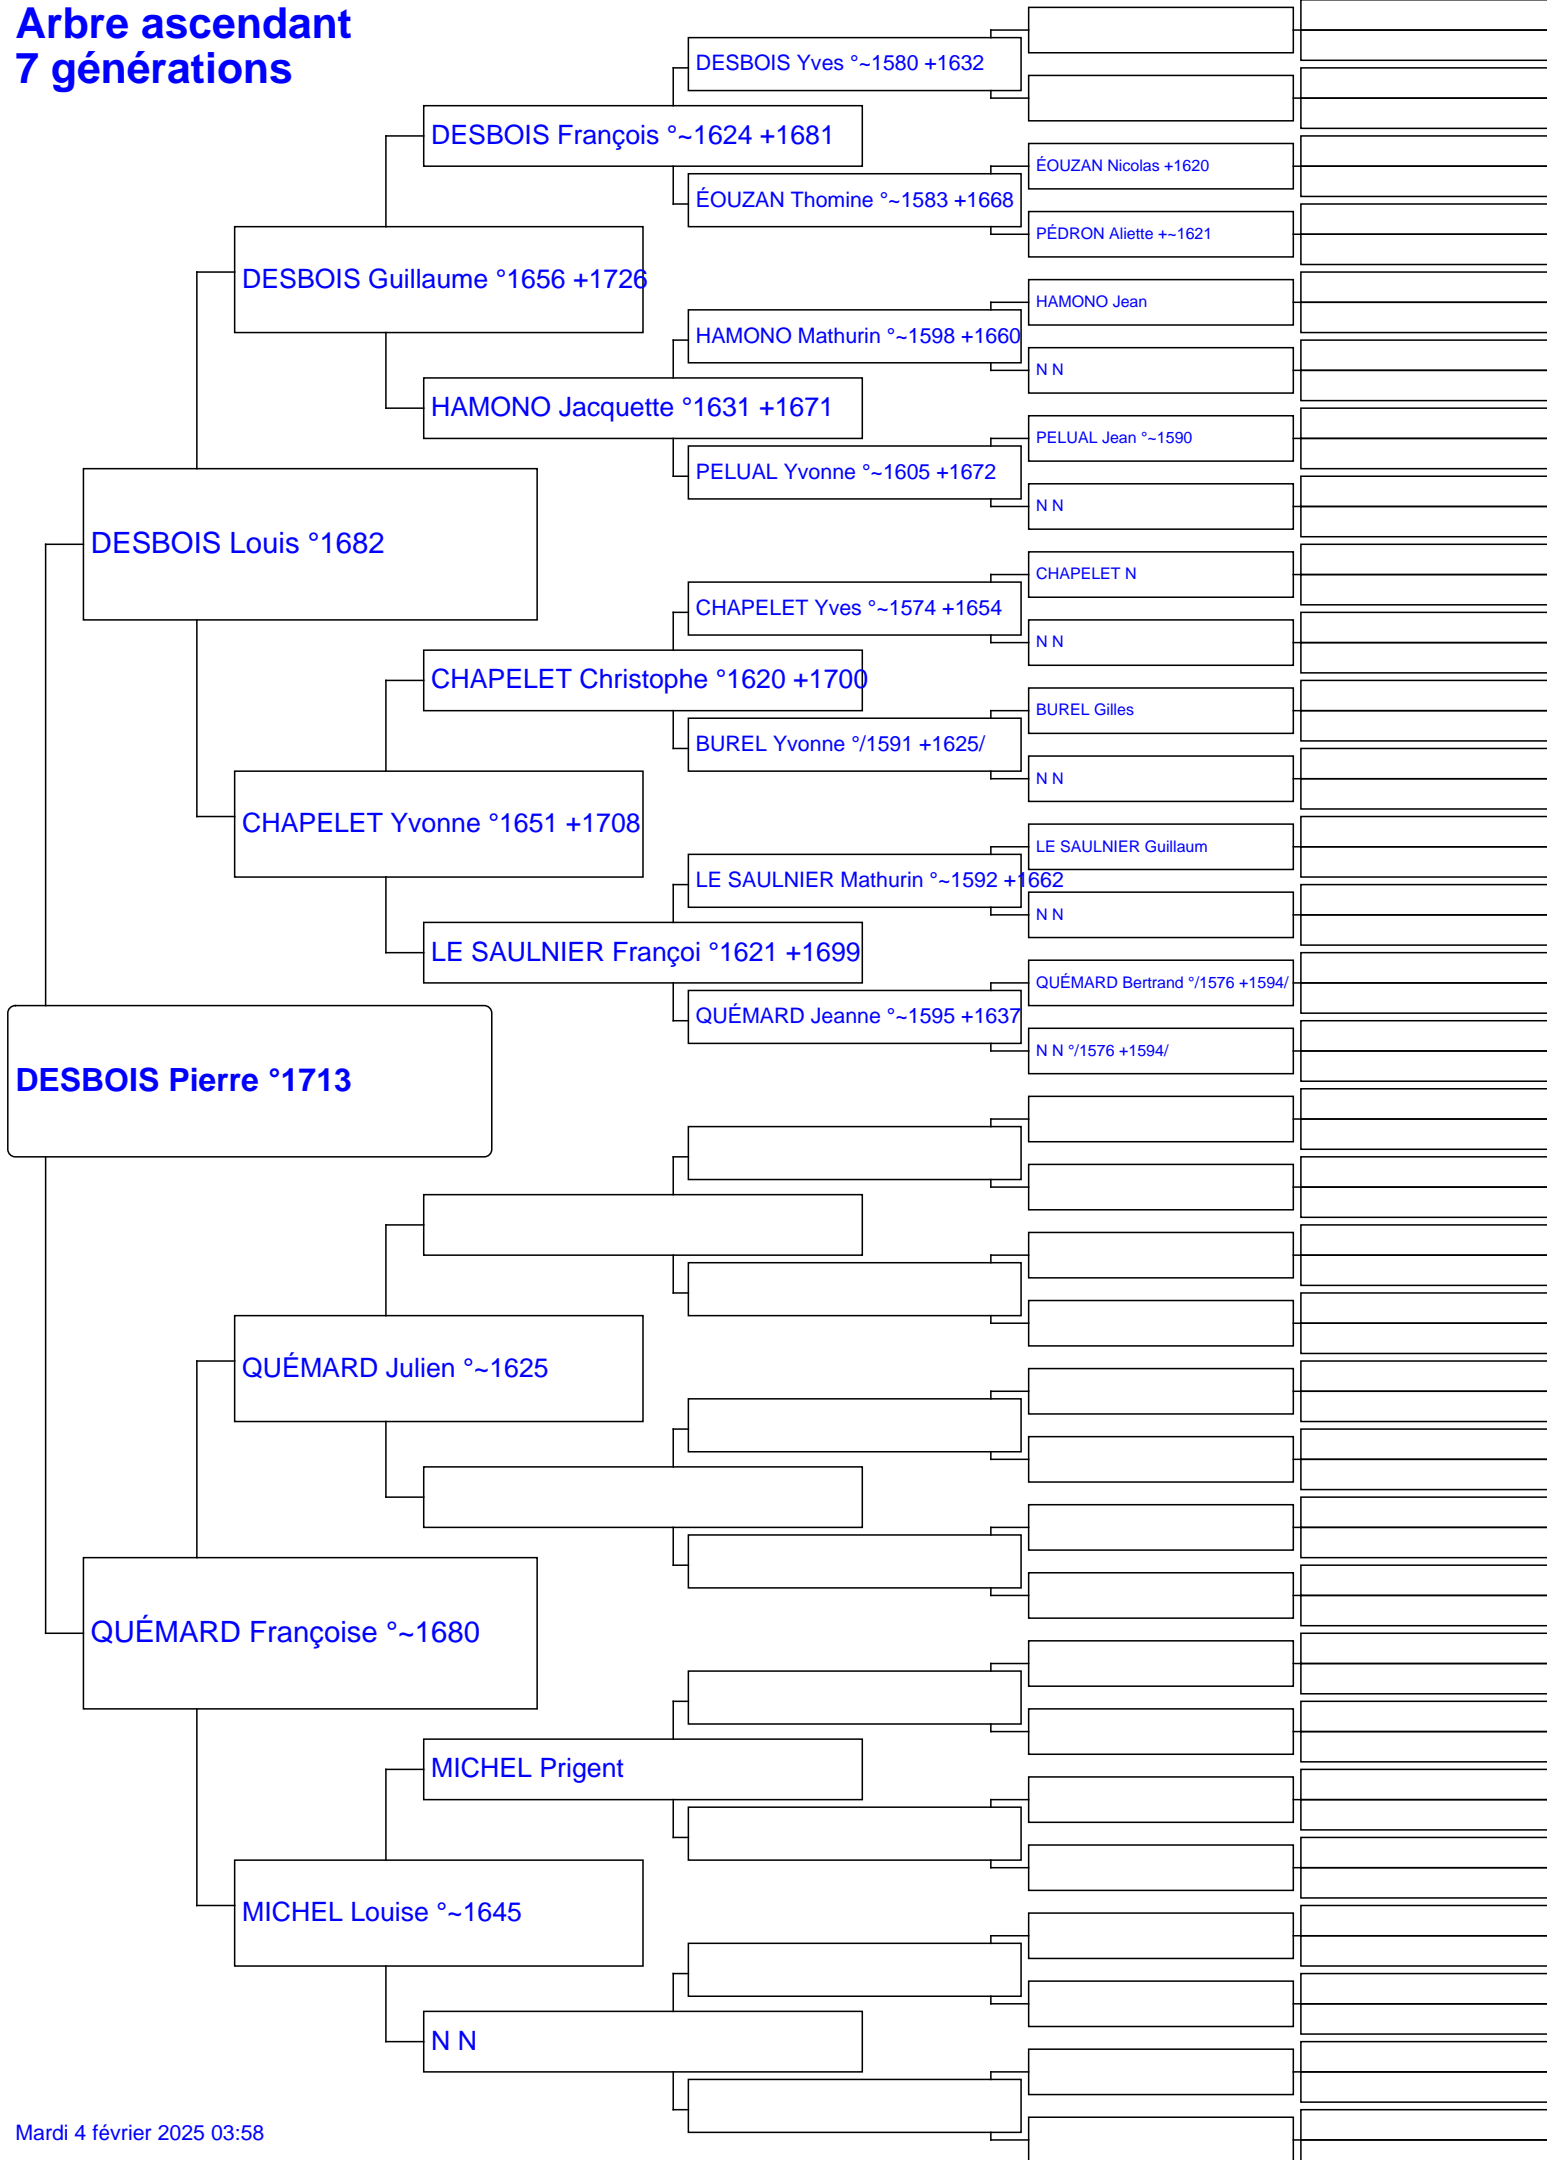 Arbre ascendant
7 générations
DESBOIS Yves °~1580 +1632
DESBOIS François °~1624 +1681
ÉOUZAN Nicolas +1620
ÉOUZAN Thomine °~1583 +1668
PÉDRON Aliette +~1621
DESBOIS Guillaume °1656 +1726
HAMONO Jean
HAMONO Mathurin °~1598 +1660
N N
HAMONO Jacquette °1631 +1671
PELUAL Jean °~1590
PELUAL Yvonne °~1605 +1672
N N
DESBOIS Louis °1682
CHAPELET N
CHAPELET Yves °~1574 +1654
N N
CHAPELET Christophe °1620 +1700
BUREL Gilles
BUREL Yvonne °/1591 +1625/
N N
CHAPELET Yvonne °1651 +1708
LE SAULNIER Guillaum
LE SAULNIER Mathurin °~1592 +1662
N N
LE SAULNIER Françoi °1621 +1699
QUÉMARD Bertrand °/1576 +1594/
QUÉMARD Jeanne °~1595 +1637
N N °/1576 +1594/
DESBOIS Pierre °1713
QUÉMARD Julien °~1625
QUÉMARD Françoise °~1680
MICHEL Prigent
MICHEL Louise °~1645
N N
Mardi 4 février 2025 03:58